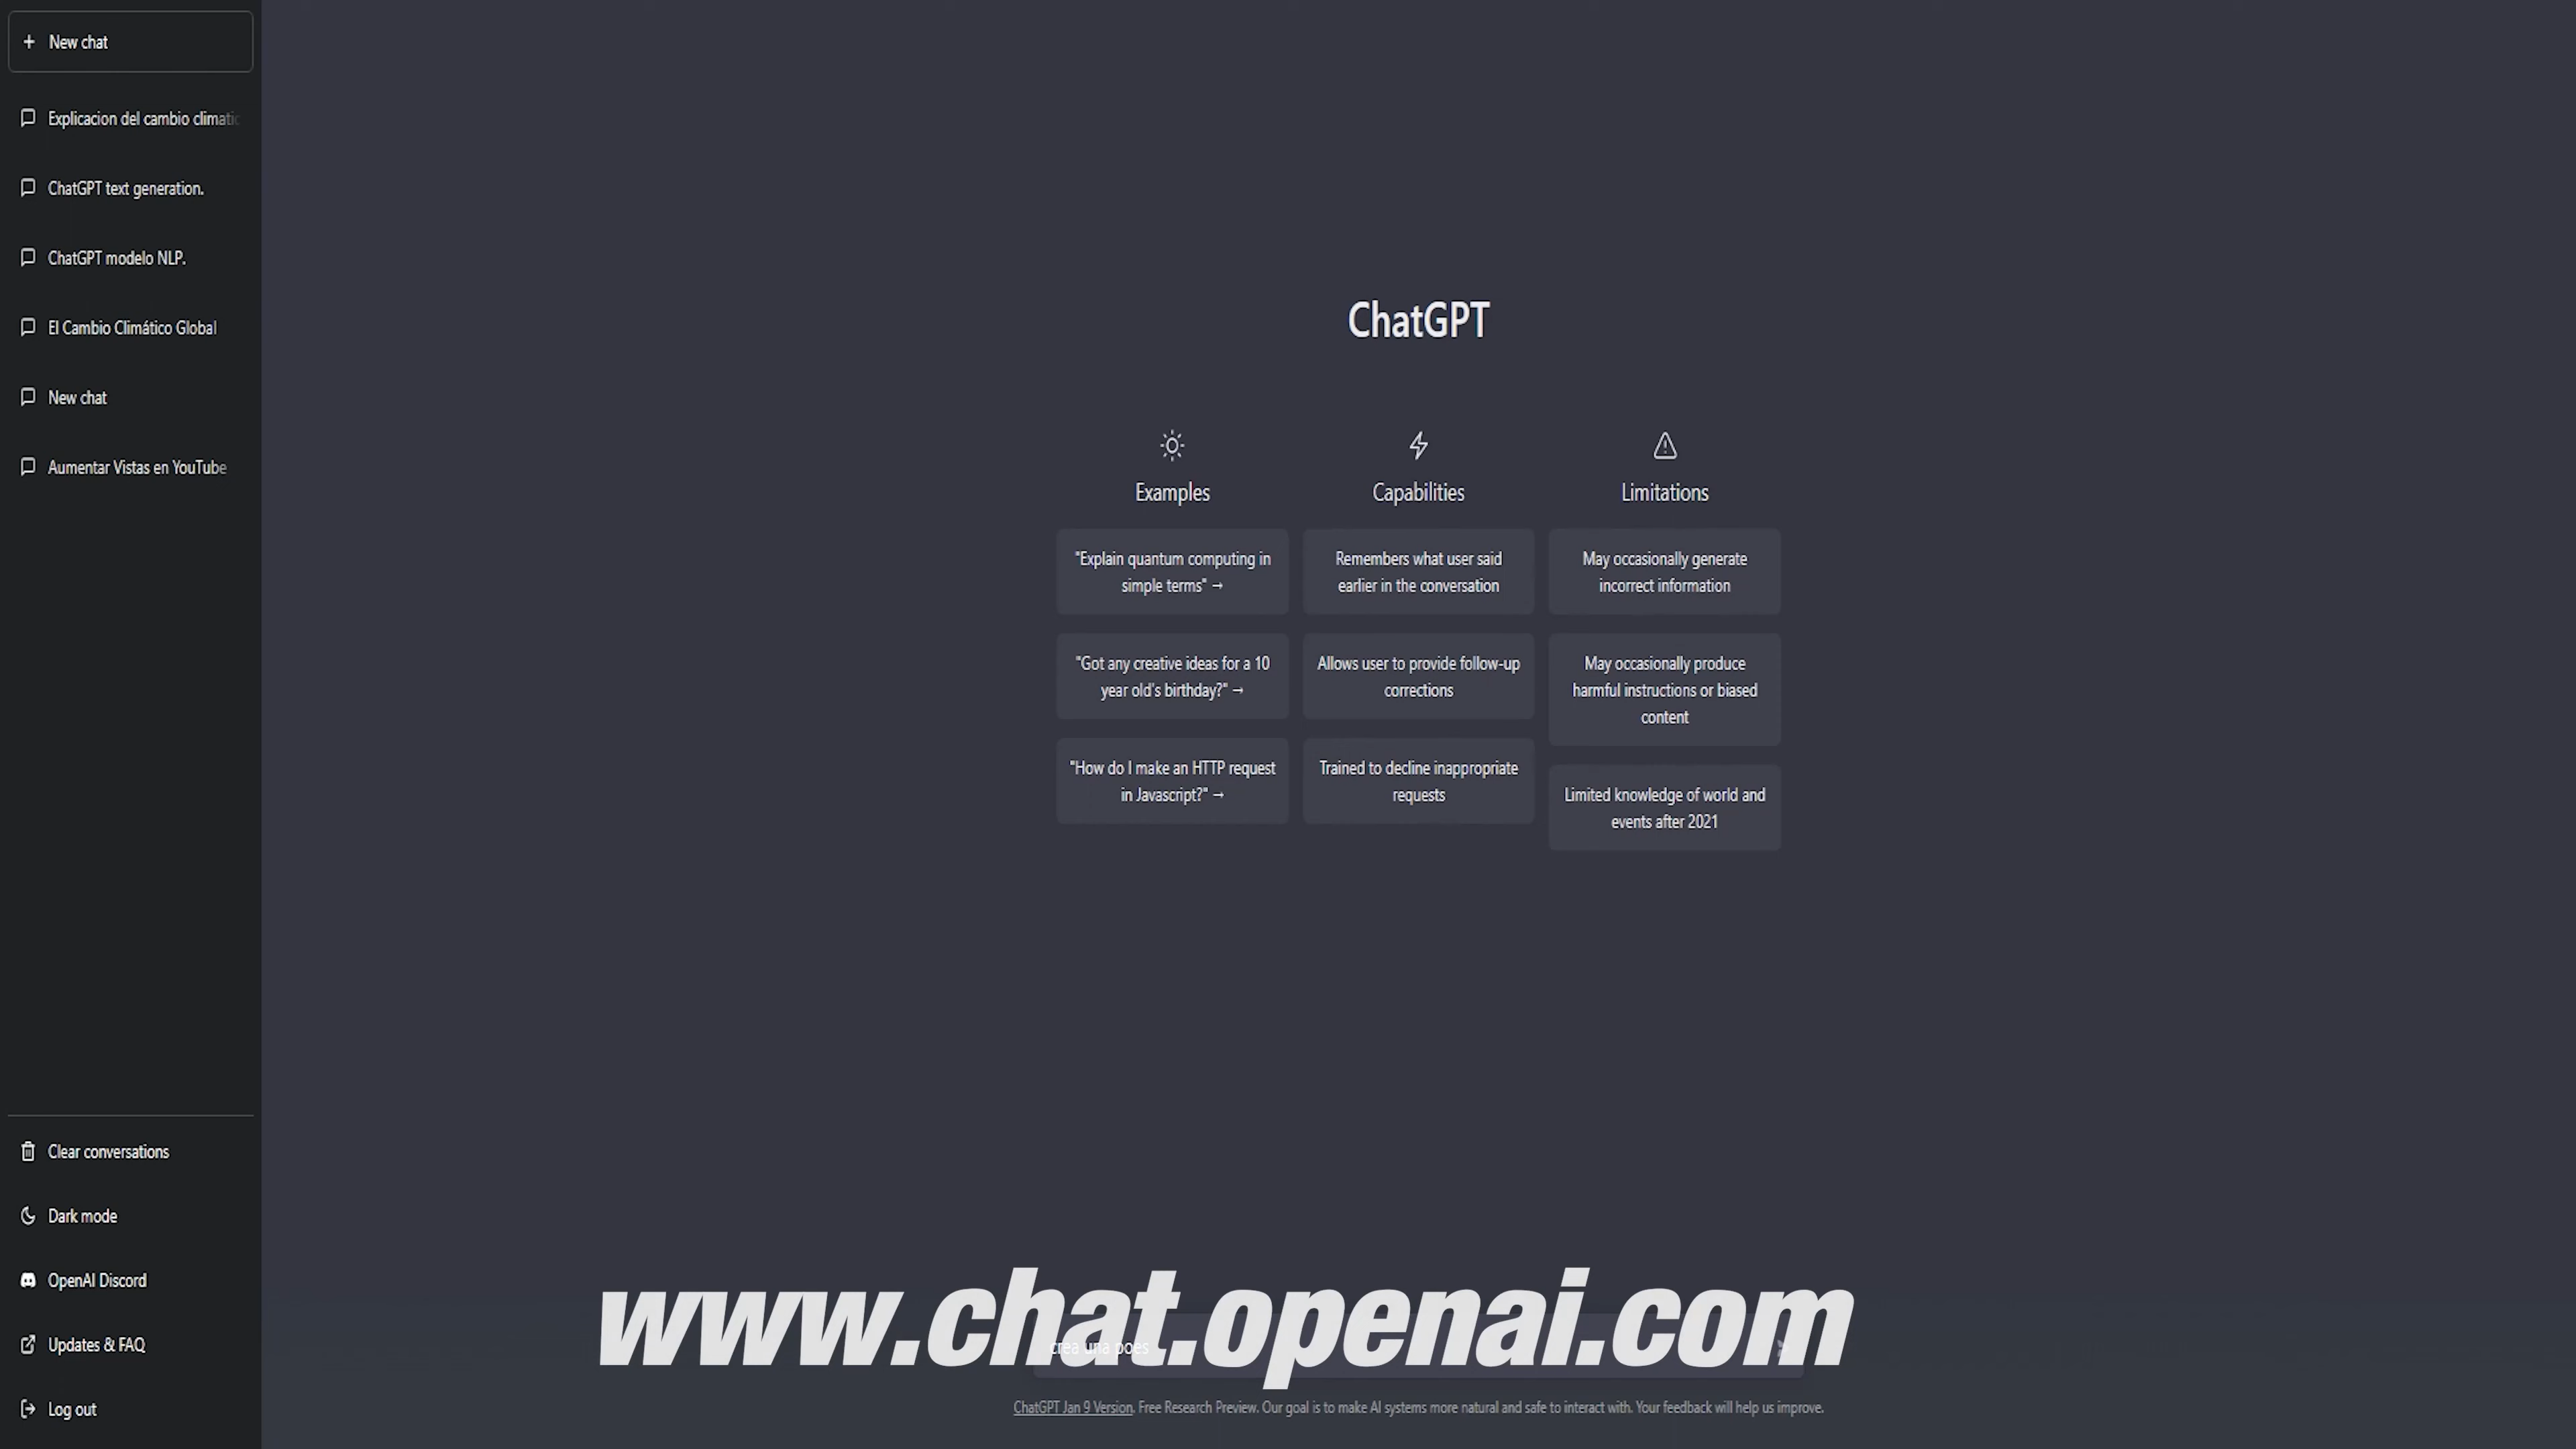 New chat
Explicacion del cambio climatic
ChatGPT text generation.
ChatGPT modelo NLP.
El Cambio Climático Global
New chat
Aumentar Vistas en YouTube
Clear conversations
Dark mode
OpenAI Discord
Updates & FAQ
Log out
ChatGPT
Examples
"Explain quantum computing in
simple terms" →
"Got any creative ideas for a 10
year old's birthday?" →
"How do I make an HTTP request
in Javascript?" →
Capabilities
Remembers what user said
earlier in the conversation
Allows user to provide follow-up
corrections
Trained to decline inappropriate
requests
Limitations
May occasionally generate
incorrect information
May occasionally produce
harmful instructions or biased
content
Limited knowledge of world and
events after 2021
www.chat.openai.com
crea una poes
ChatGPT Jan 9 Version. Free Research Preview. Our goal is to make AI systems more natural and safe to interact with. Your feedback will help us improve.